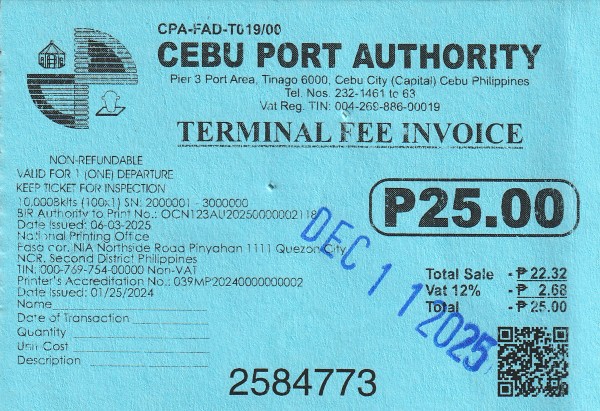 CPA-FAD-T019/00
CEBU PORT AUTHORITY
Pier 3 Port Area, Tinago 6000, Cebu City (Capital) Cebu Philippines
Tel. Nos. 232-1461 to 63
Vat Reg. TIN: 004-269-886-00019
TERMINAL FEE INVOICE
NON-REFUNDABLE
VALID FOR 1 (ONE) DEPARTURE
KEEP TICKET FOR INSPECTION
10,000Bkits (100x1) SN: 2000001 - 3000000
BIR Authority to Print No.: OCN123AU20250000002118
Date Issued: 06-03-2025
National Printing Office
Edsa cor. NIA Northside Road Pinyahan 1111 Quezon City
NCR, Second District Philippines
TIN: 000-769-754-00000 Non-VAT
Printer's Accreditation No.: 039MP20240000000002
Date Issued: 01/25/2024
Name
Date of Transaction
Quantity
Unit Cost
Description
₱25.00
DEC 11 2025
Total Sale - ₱ 22.32
Vat 12% - ₱ 2.68
Total - ₱ 25.00
2584773